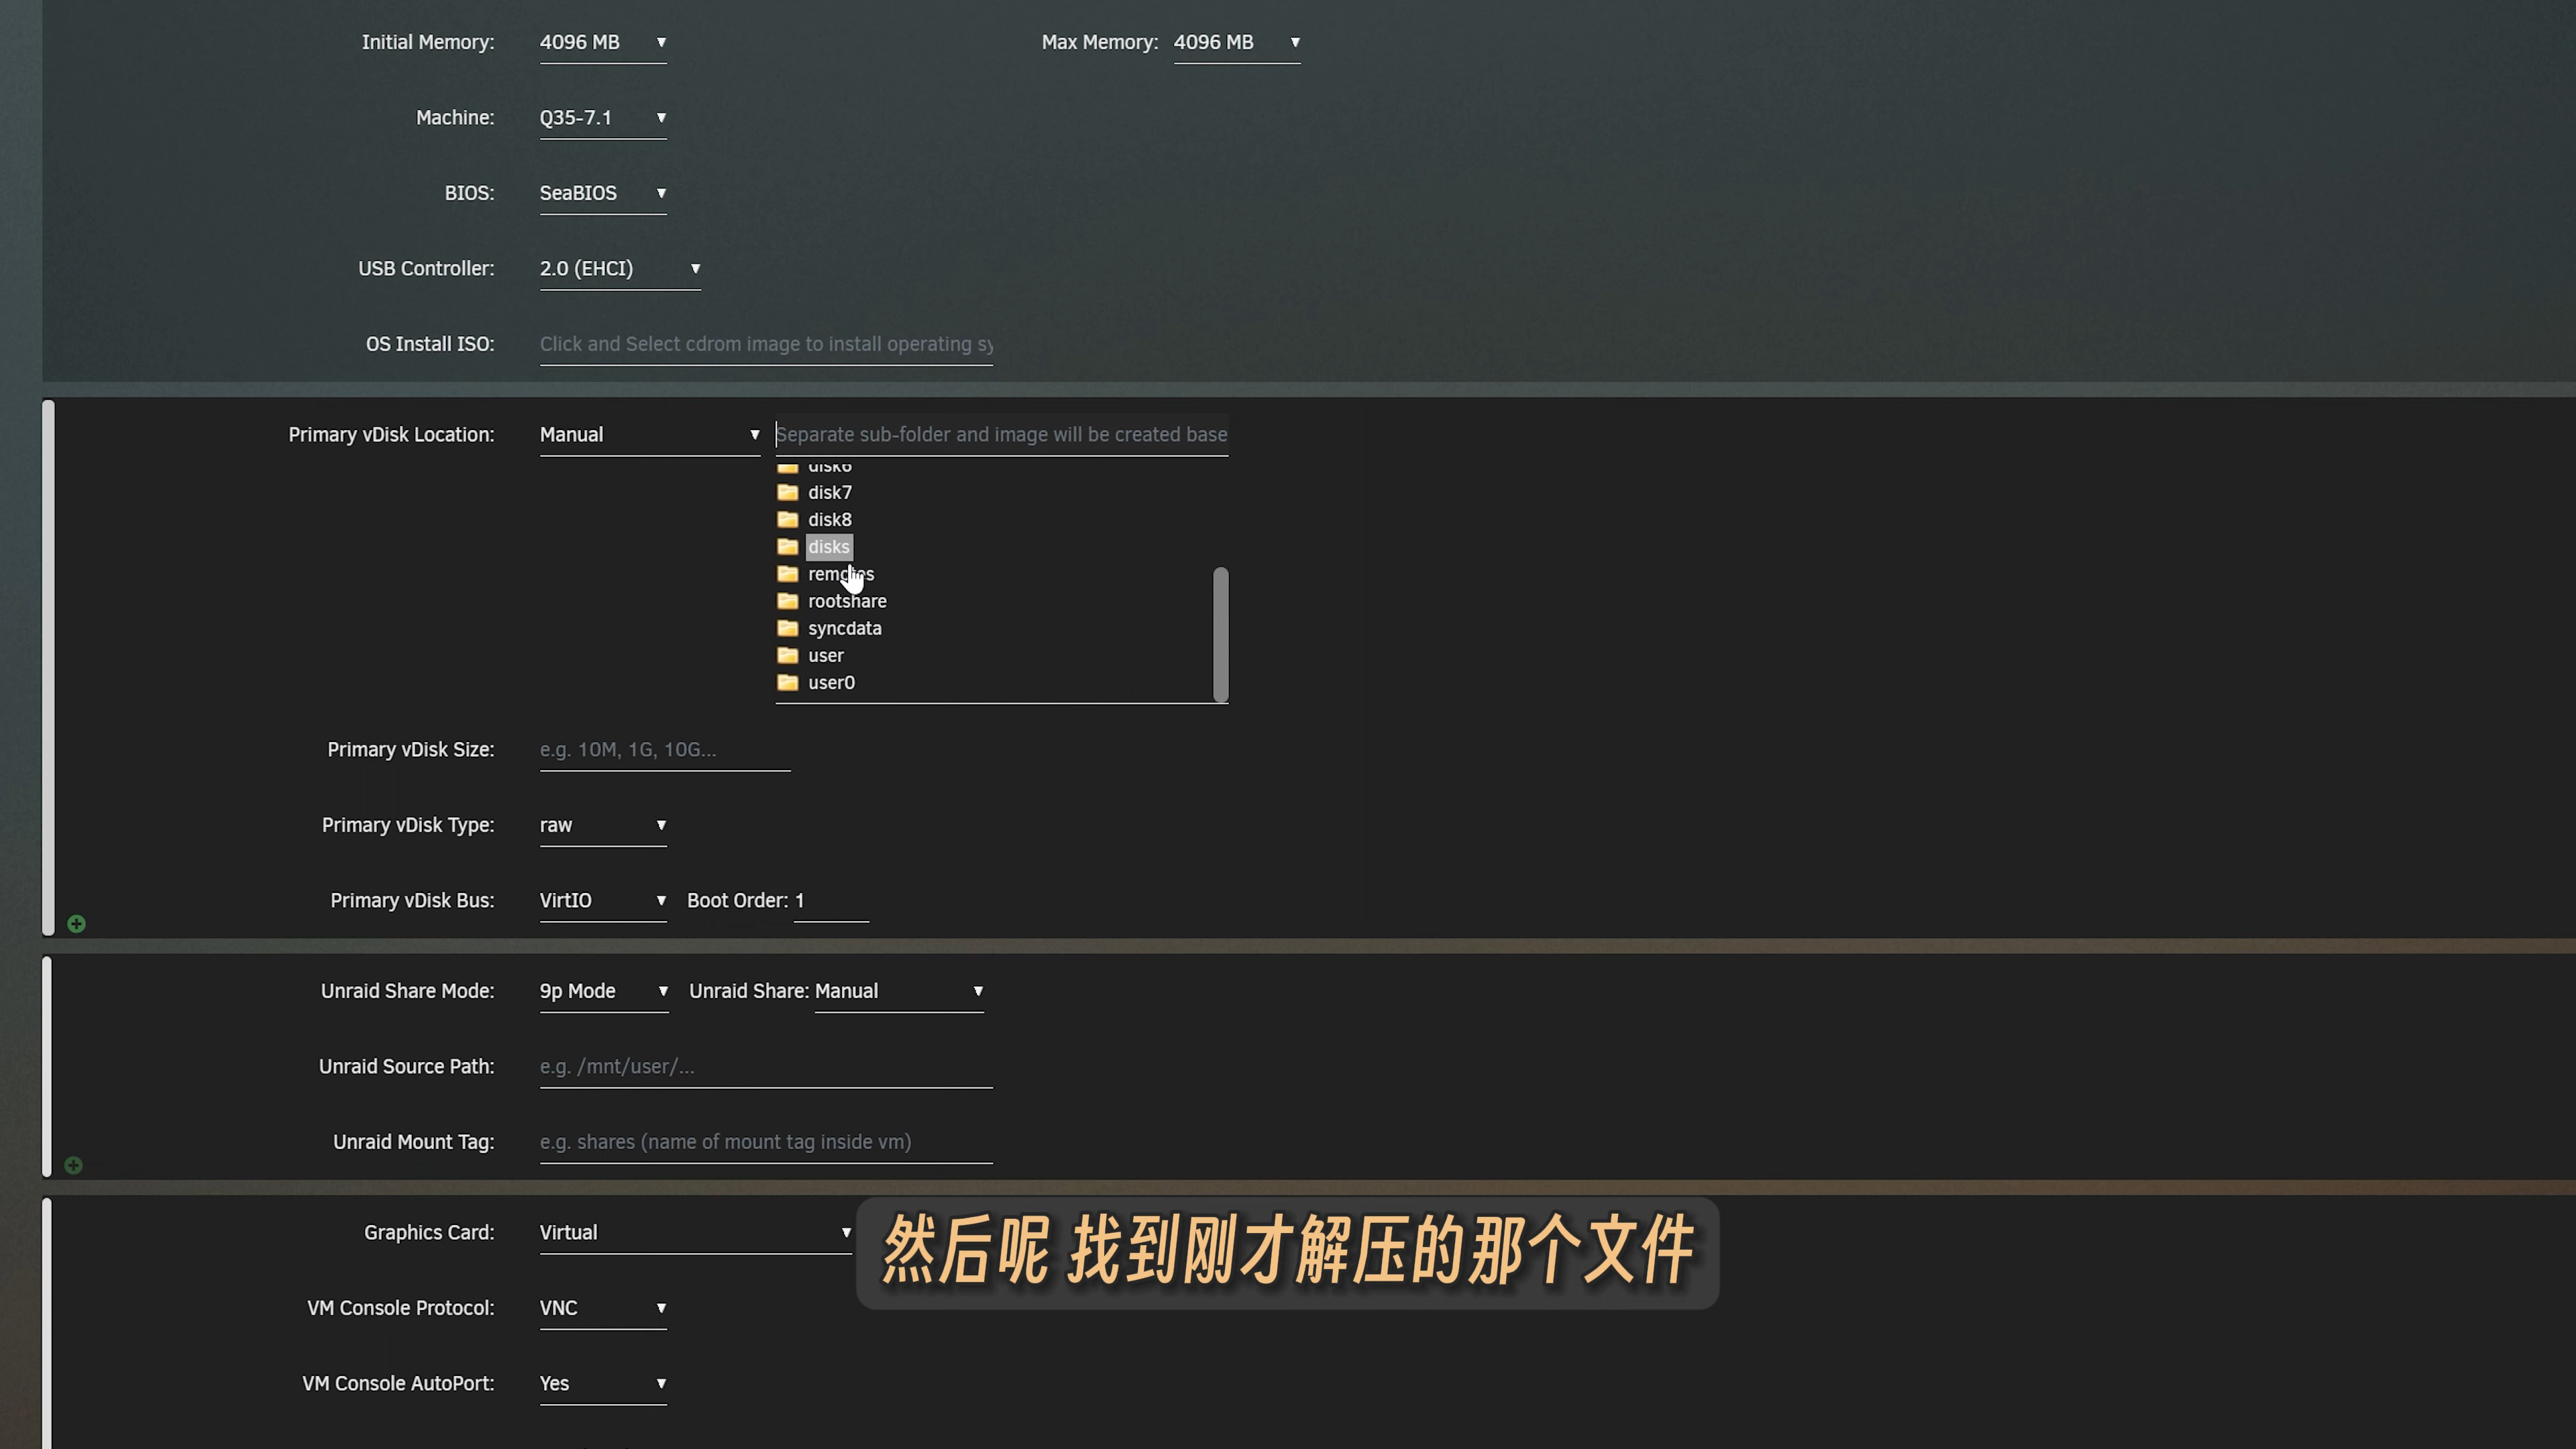 Initial Memory: 4096 MB Max Memory: 4096 MB
Machine: Q35-7.1
BIOS: SeaBIOS
USB Controller: 2.0 (EHCI)
OS Install ISO: Click and Select cdrom image to install operating sy
Primary vDisk Location: Manual Separate sub-folder and image will be created base
disk6
disk7
disk8
disks
remotes
rootshare
syncdata
user
user0
Primary vDisk Size: e.g. 10M, 1G, 10G...
Primary vDisk Type: raw
Primary vDisk Bus: VirtIO Boot Order: 1
Unraid Share Mode: 9p Mode Unraid Share: Manual
Unraid Source Path: e.g. /mnt/user/...
Unraid Mount Tag: e.g. shares (name of mount tag inside vm)
Graphics Card: Virtual
然后呢 找到刚才解压的那个文件
VM Console Protocol: VNC
VM Console AutoPort: Yes